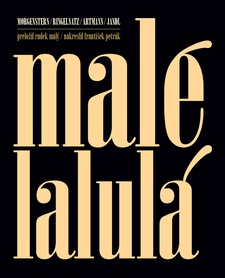 MORGENSTERN / RINGELNATZ / ARTMANN / JANDL
přeložil radek malý / nakreslil františek petrák
malé
lalulá